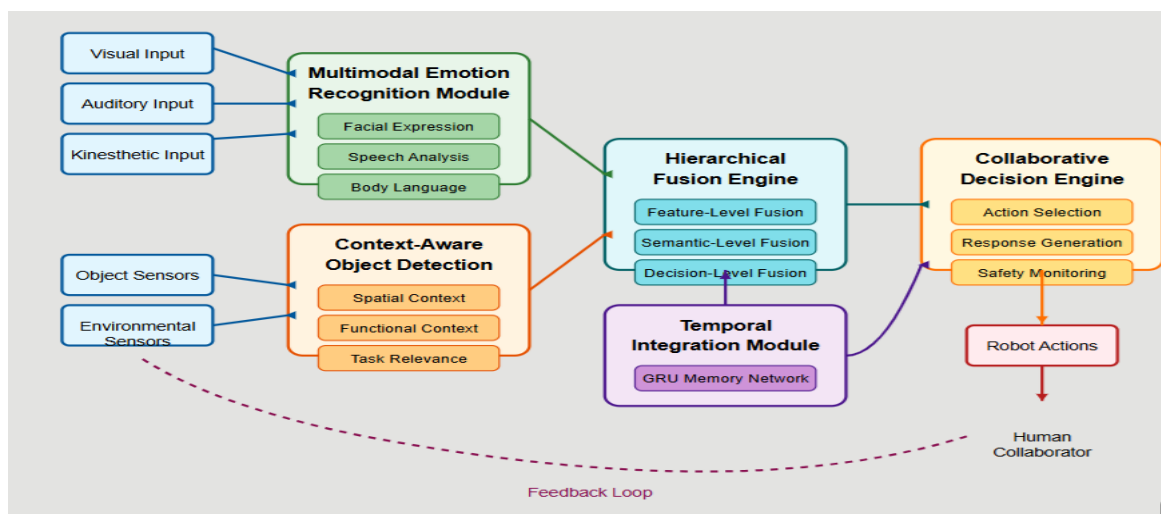 Visual Input
Auditory Input
Kinesthetic Input
Multimodal Emotion
Recognition Module
Facial Expression
Speech Analysis
Body Language
Object Sensors
Environmental
Sensors
Context-Aware
Object Detection
Spatial Context
Functional Context
Task Relevance
Hierarchical
Fusion Engine
Feature-Level Fusion
Semantic-Level Fusion
Decision-Level Fusion
Temporal
Integration Module
GRU Memory Network
Collaborative
Decision Engine
Action Selection
Response Generation
Safety Monitoring
Robot Actions
Human
Collaborator
Feedback Loop